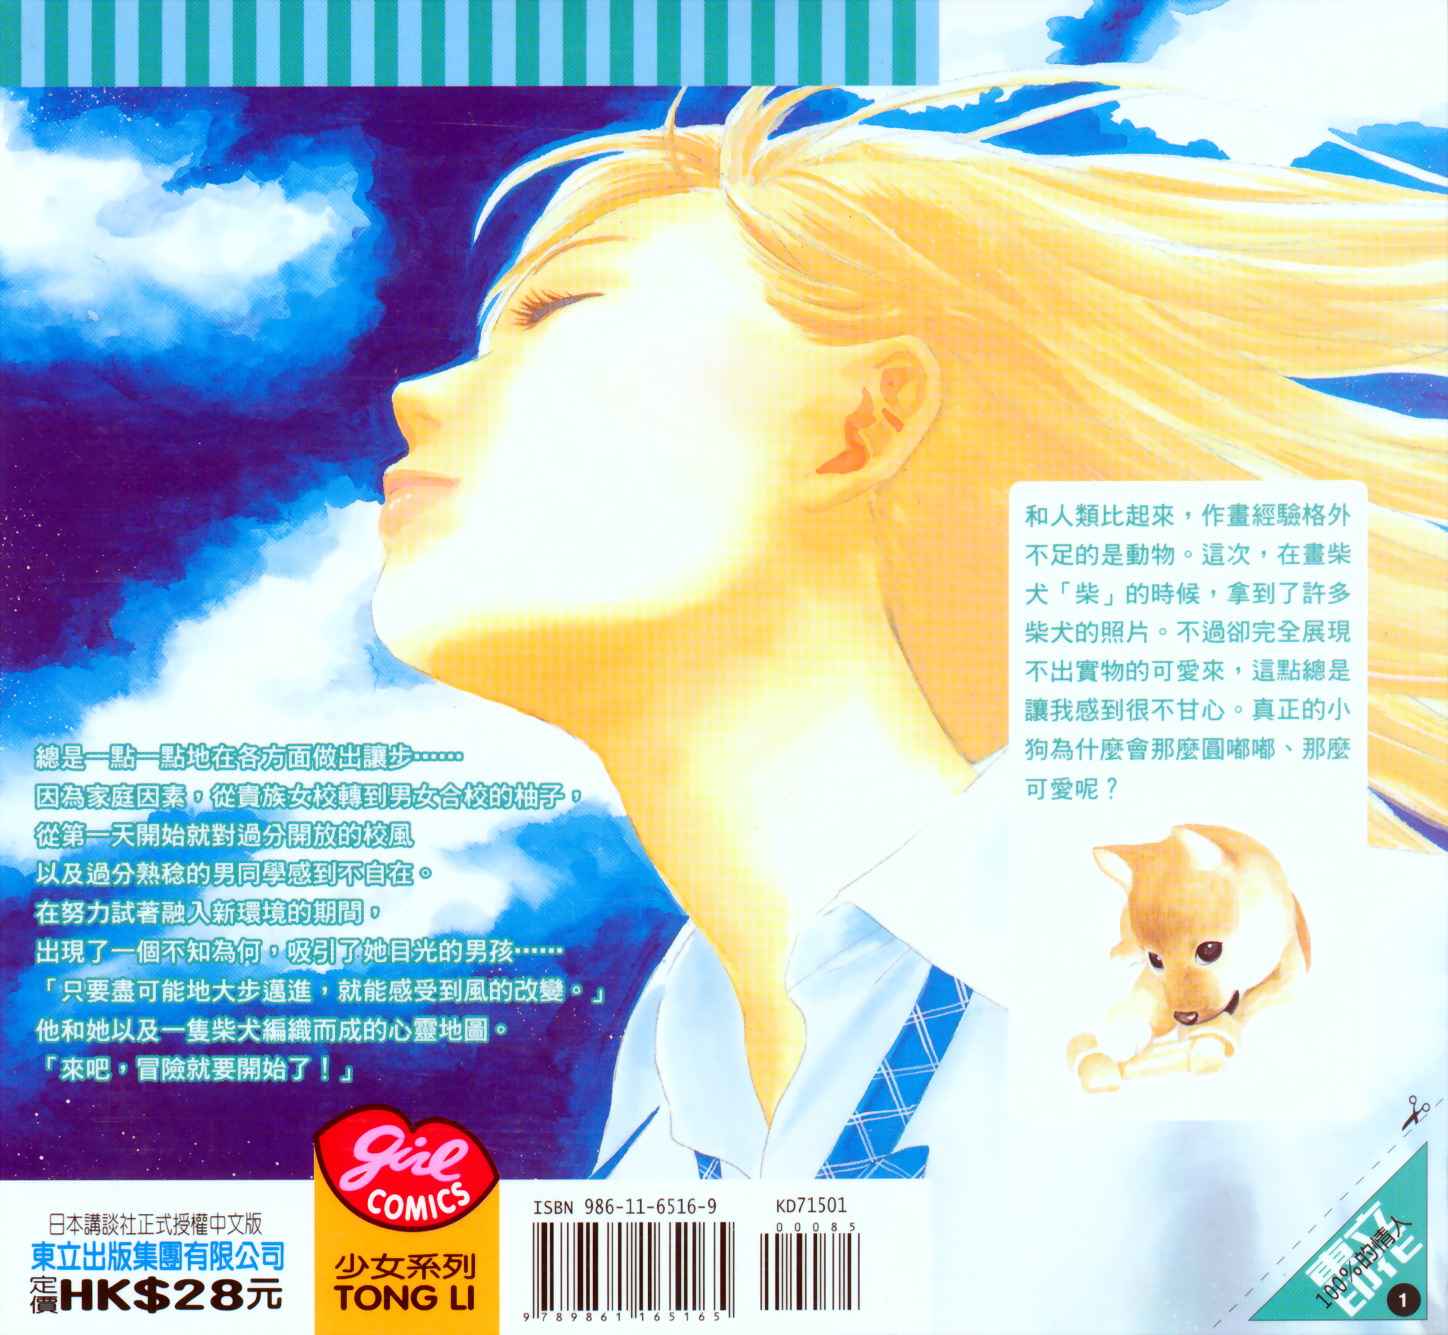 和人類比起來，作畫經驗格外
不足的是動物。這次，在畫柴
犬「柴」的時候，拿到了許多
柴犬的照片。不過卻完全展現
不出實物的可愛來，這點總是
讓我感到很不甘心。真正的小
狗為什麼會那麼圓嘟嘟、那麼
可愛呢？
總是一點一點地在各方面做出讓步⋯⋯
因為家庭因素，從貴族女校轉到男女合校的柚子，
從第一天開始就對過分開放的校風
以及過分熟稔的男同學感到不自在。
在努力試著融入新環境的期間，
出現了一個不知為何，吸引了她目光的男孩⋯⋯
「只要盡可能地大步邁進，就能感受到風的改變。」
他和她以及一隻柴犬編織而成的心靈地圖。
「來吧，冒險就要開始了！」
日本講談社正式授權中文版
東立出版集團有限公司
定價HK$28元
girl
COMICS
少女系列
TONG LI
ISBN 986-11-6516-9
9 789861 165165
KD71501
00085
東立
印花
100%的情人
1